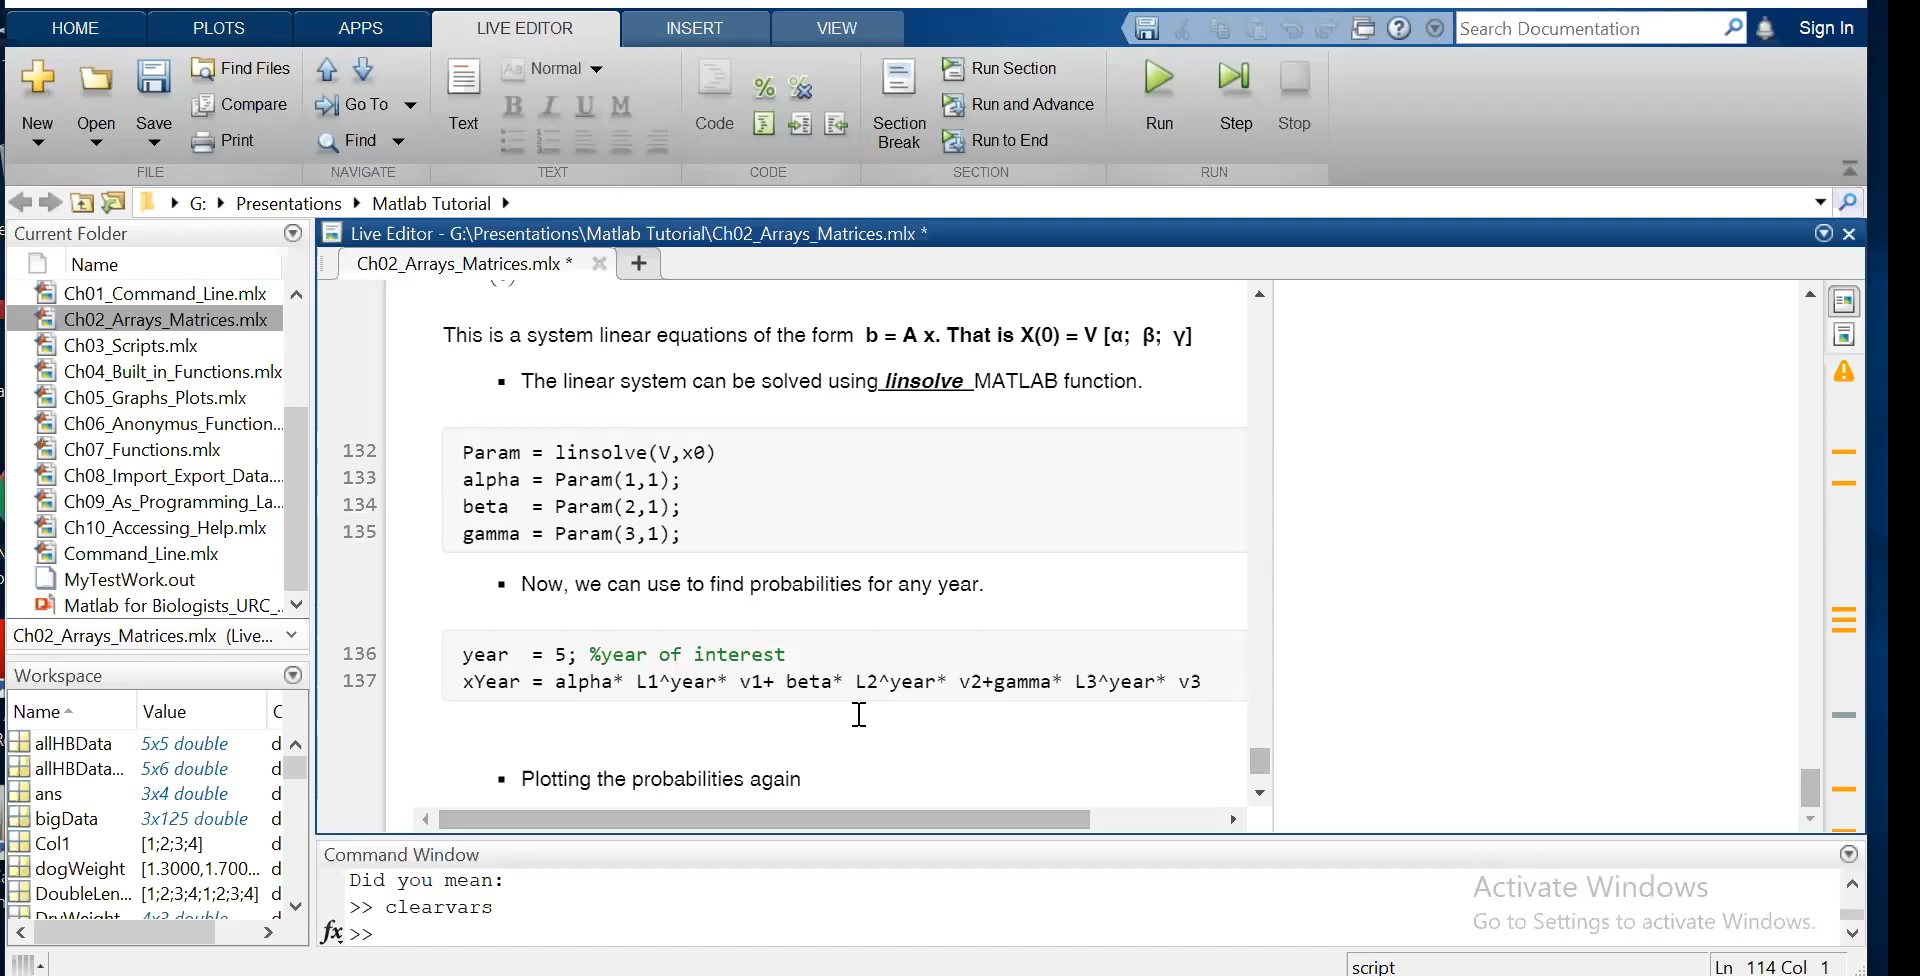 HOME PLOTS APPS LIVE EDITOR INSERT VIEW Search Documentation Sign In
New Open Save Find Files Compare Print Go To Find
Text Aa Normal B I U M
Code Section Break Run Section Run and Advance Run to End Run Step Stop
FILE NAVIGATE TEXT CODE SECTION RUN
G: Presentations Matlab Tutorial
Current Folder
Name
Ch01_Command_Line.mlx
Ch02_Arrays_Matrices.mlx
Ch03_Scripts.mlx
Ch04_Built_in_Functions.mlx
Ch05_Graphs_Plots.mlx
Ch06_Anonymus_Function...
Ch07_Functions.mlx
Ch08_Import_Export_Data....
Ch09_As_Programming_La...
Ch10_Accessing_Help.mlx
Command_Line.mlx
MyTestWork.out
Matlab for Biologists_URC_..
Ch02_Arrays_Matrices.mlx (Live...
Workspace
Name Value C
allHBData 5x5 double d
allHBData... 5x6 double d
ans 3x4 double d
bigData 3x125 double d
Col1 [1;2;3;4] d
dogWeight [1.3000,1.700... d
DoubleLen... [1;2;3;4;1;2;3;4] d
DryWeight 4x3 double d
Live Editor - G:\Presentations\Matlab Tutorial\Ch02_Arrays_Matrices.mlx *
Ch02_Arrays_Matrices.mlx * +
This is a system linear equations of the form b = A x. That is X(0) = V [α; β; γ]
▪ The linear system can be solved using linsolve MATLAB function.
132 Param = linsolve(V,x0)
133 alpha = Param(1,1);
134 beta = Param(2,1);
135 gamma = Param(3,1);
▪ Now, we can use to find probabilities for any year.
136 year = 5; %year of interest
137 xYear = alpha* L1^year* v1+ beta* L2^year* v2+gamma* L3^year* v3
▪ Plotting the probabilities again
Command Window
Did you mean:
>> clearvars
fx >>
Activate Windows
Go to Settings to activate Windows.
script Ln 114 Col 1